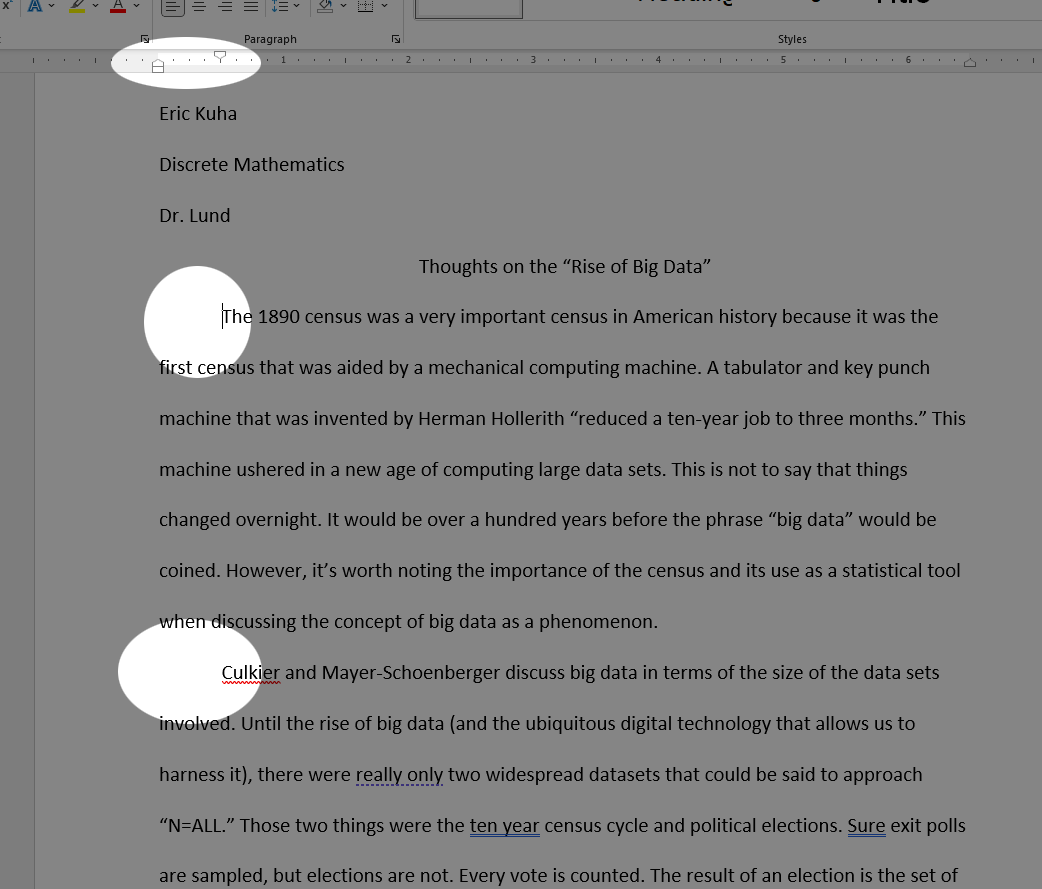 Paragraph
Styles
1 2 3 4 5 6
Eric Kuha
Discrete Mathematics
Dr. Lund
Thoughts on the “Rise of Big Data”
The 1890 census was a very important census in American history because it was the
first census that was aided by a mechanical computing machine. A tabulator and key punch
machine that was invented by Herman Hollerith “reduced a ten-year job to three months.” This
machine ushered in a new age of computing large data sets. This is not to say that things
changed overnight. It would be over a hundred years before the phrase “big data” would be
coined. However, it’s worth noting the importance of the census and its use as a statistical tool
when discussing the concept of big data as a phenomenon.
Culkier and Mayer-Schoenberger discuss big data in terms of the size of the data sets
involved. Until the rise of big data (and the ubiquitous digital technology that allows us to
harness it), there were really only two widespread datasets that could be said to approach
“N=ALL.” Those two things were the ten year census cycle and political elections. Sure exit polls
are sampled, but elections are not. Every vote is counted. The result of an election is the set of